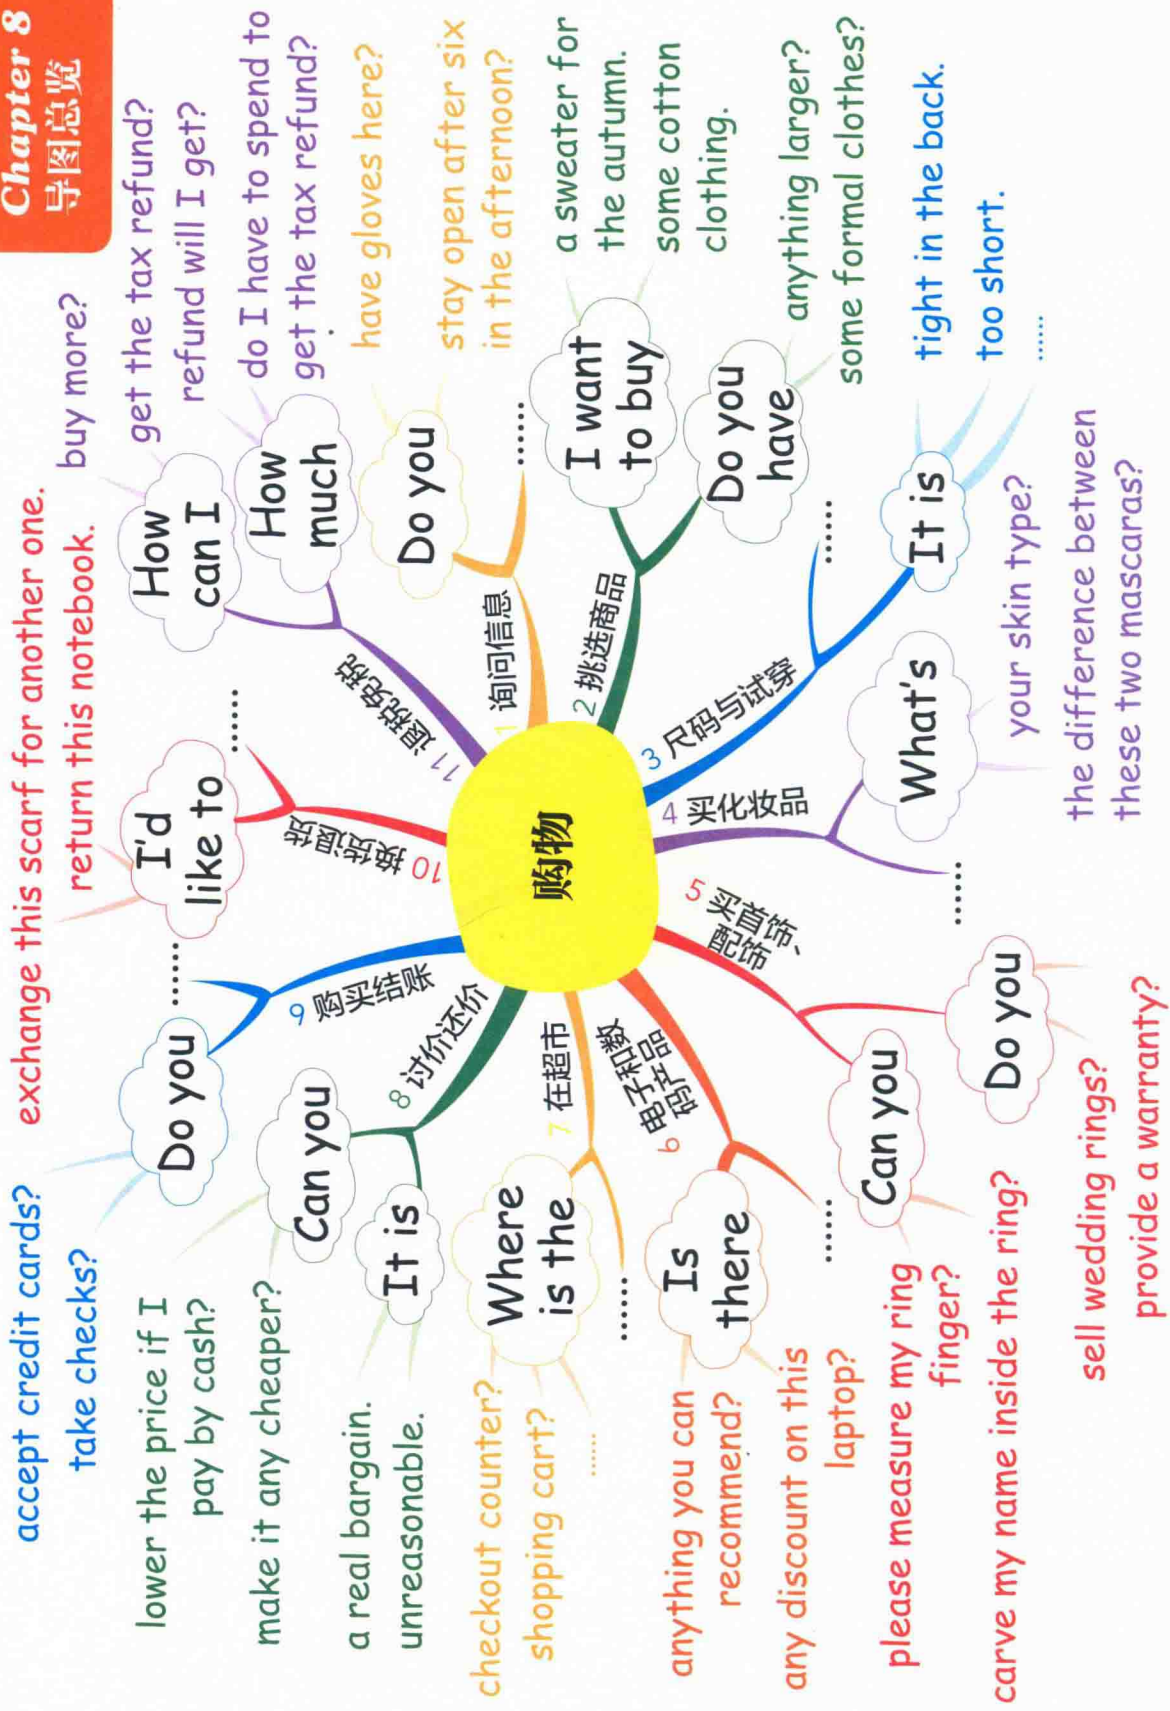 Chapter 8
导图总览
购物
1 询问信息
Do you
have gloves here?
stay open after six
in the afternoon?
......
2 挑选商品
I want
to buy
a sweater for
the autumn.
some cotton
clothing.
Do you
have
anything larger?
some formal clothes?
3 尺码与试穿
......
It is
tight in the back.
too short.
......
4 买化妆品
What's
your skin type?
the difference between
these two mascaras?
......
5 买首饰、
配饰
Do you
sell wedding rings?
provide a warranty?
Can you
please measure my ring
finger?
carve my name inside the ring?
6 电子和数
码产品
......
Is
there
anything you can
recommend?
any discount on this
laptop?
7 在超市
......
Where
is the
checkout counter?
shopping cart?
......
8 讨价还价
It is
a real bargain.
unreasonable.
Can you
lower the price if I
pay by cash?
make it any cheaper?
9 购买结账
Do you
accept credit cards?
take checks?
......
10 换货退货
I'd
like to
exchange this scarf for another one.
return this notebook.
......
11 退税免税
How
can I
buy more?
get the tax refund?
How
much
refund will I get?
do I have to spend to
get the tax refund?